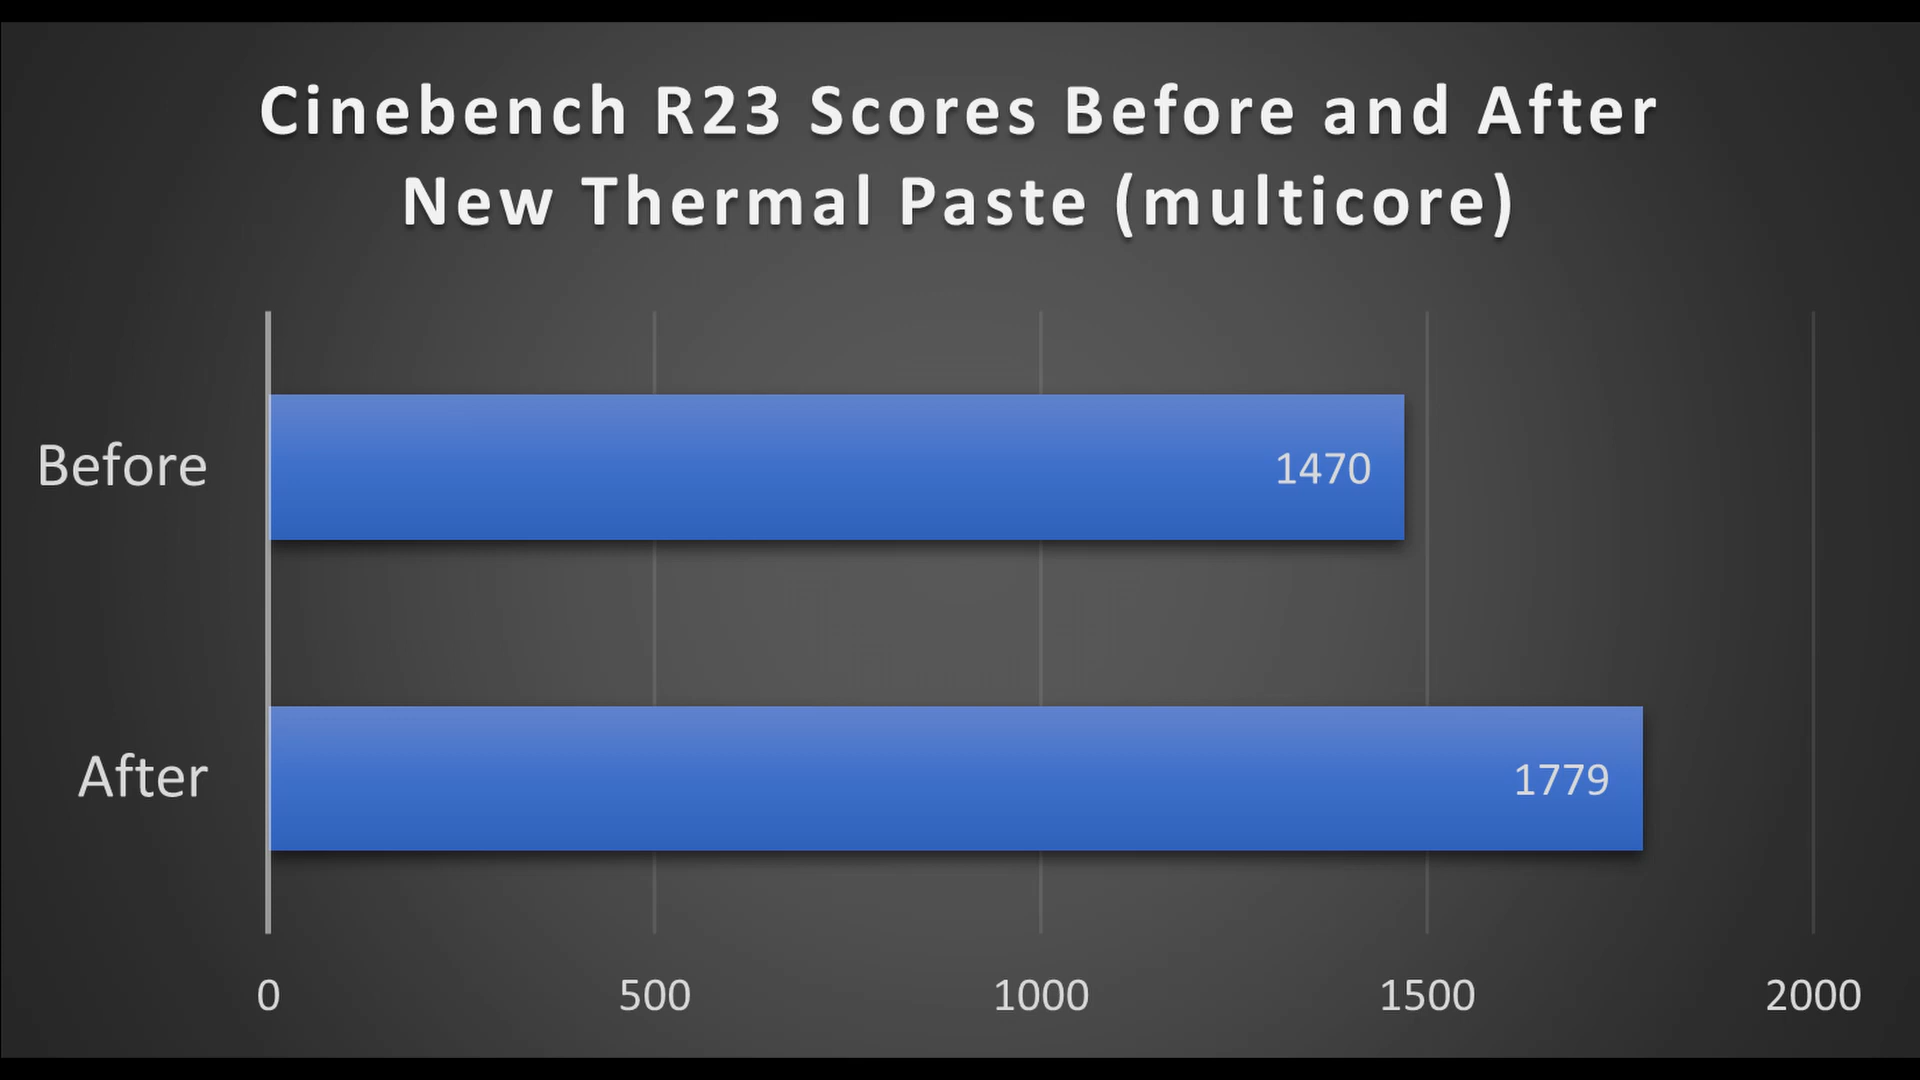 Cinebench R23 Scores Before and After
New Thermal Paste (multicore)
Before
1470
After
1779
0 500 1000 1500 2000